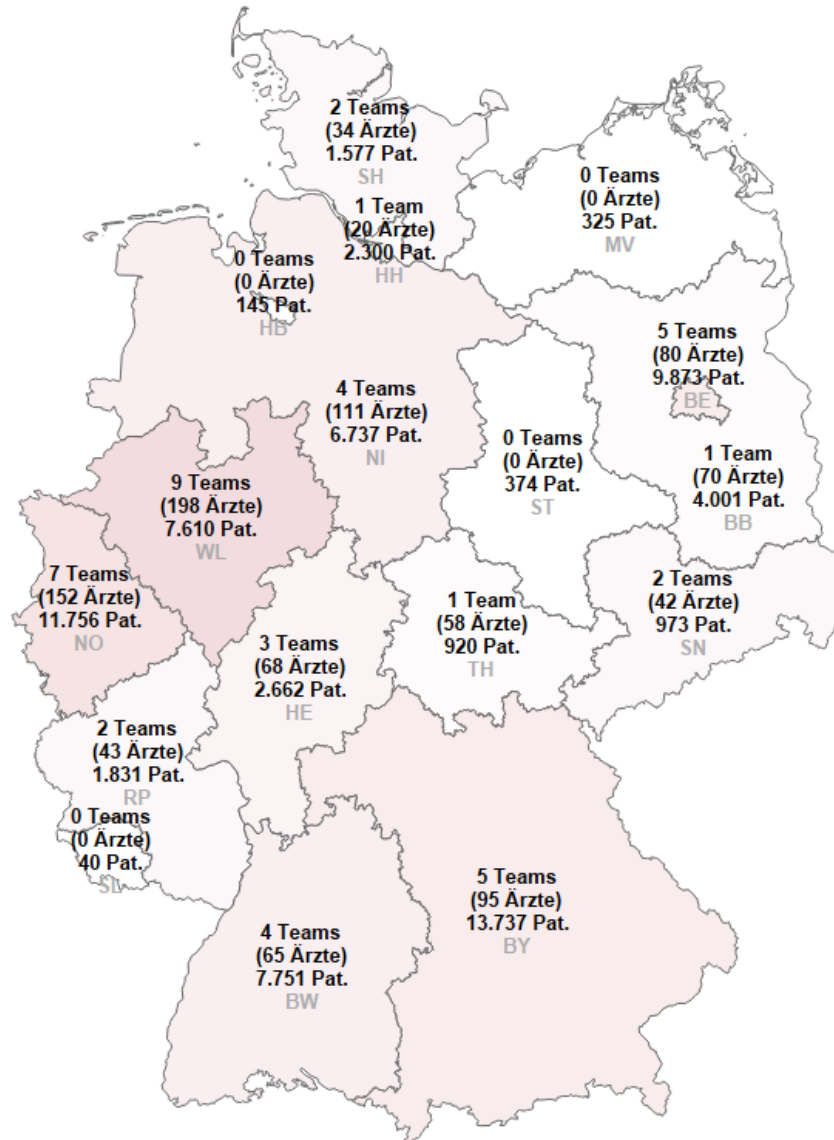 2 Teams
(34 Ärzte)
1.577 Pat.
SH
0 Teams
(0 Ärzte)
325 Pat.
MV
1 Team
(20 Ärzte)
2.300 Pat.
HH
0 Teams
(0 Ärzte)
145 Pat.
HB
5 Teams
(80 Ärzte)
9.873 Pat.
BE
4 Teams
(111 Ärzte)
6.737 Pat.
NI
0 Teams
(0 Ärzte)
374 Pat.
ST
1 Team
(70 Ärzte)
4.001 Pat.
BB
9 Teams
(198 Ärzte)
7.610 Pat.
WL
7 Teams
(152 Ärzte)
11.756 Pat.
NO
3 Teams
(68 Ärzte)
2.662 Pat.
HE
1 Team
(58 Ärzte)
920 Pat.
TH
2 Teams
(42 Ärzte)
973 Pat.
SN
2 Teams
(43 Ärzte)
1.831 Pat.
RP
0 Teams
(0 Ärzte)
40 Pat.
SL
4 Teams
(65 Ärzte)
7.751 Pat.
BW
5 Teams
(95 Ärzte)
13.737 Pat.
BY